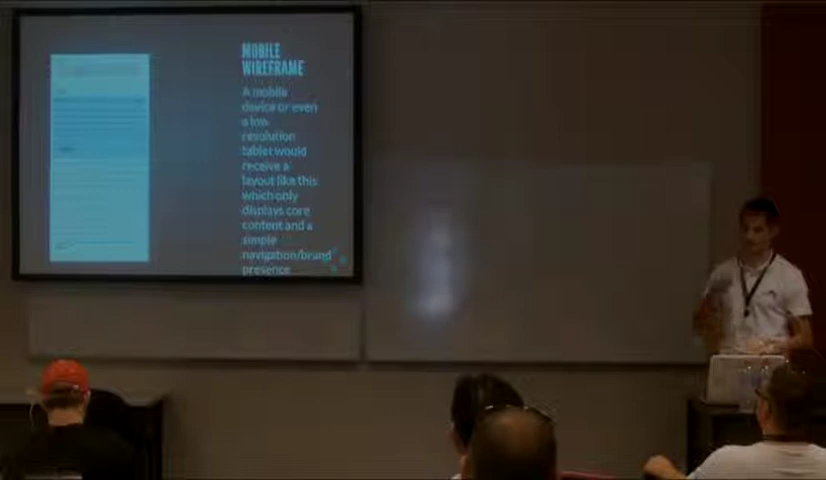 MOBILE
WIREFRAME
A mobile
device or even
a low
resolution
tablet would
receive a
layout like this
which only
displays core
content and a
simple
navigation/brand
presence